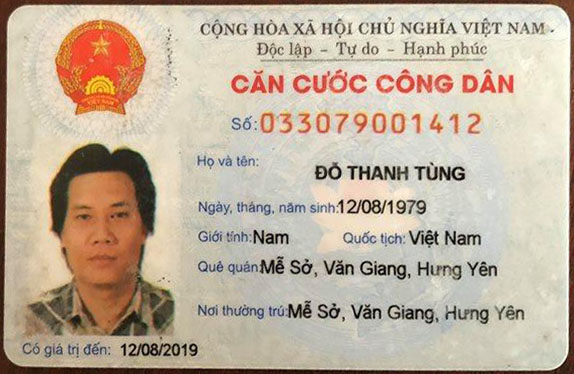 CỘNG HÒA XÃ HỘI CHỦ NGHĨA VIỆT NAM
Độc lập - Tự do - Hạnh phúc
CĂN CƯỚC CÔNG DÂN
Số: 033079001412
Họ và tên: ĐỖ THANH TÙNG
Ngày, tháng, năm sinh: 12/08/1979
Giới tính: Nam Quốc tịch: Việt Nam
Quê quán: Mễ Sở, Văn Giang, Hưng Yên
Nơi thường trú: Mễ Sở, Văn Giang, Hưng Yên
Có giá trị đến: 12/08/2019
VIỆT NAM